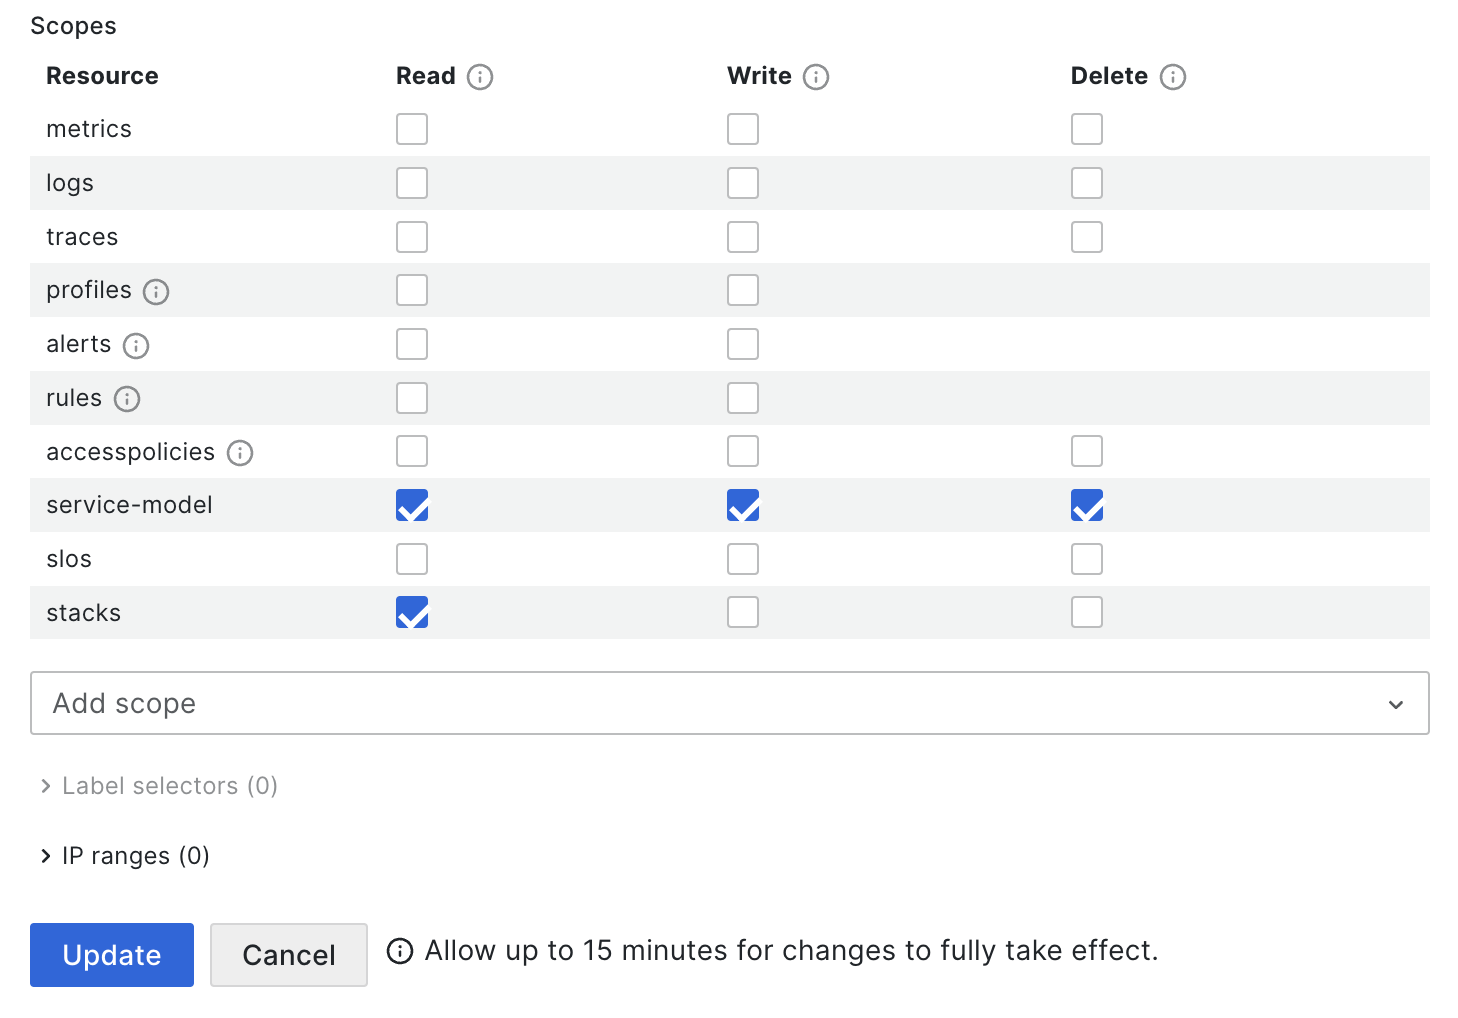 Scopes
Resource Read Write Delete
metrics
logs
traces
profiles
alerts
rules
accesspolicies
service-model
slos
stacks
Add scope
Label selectors (0)
IP ranges (0)
Update Cancel Allow up to 15 minutes for changes to fully take effect.